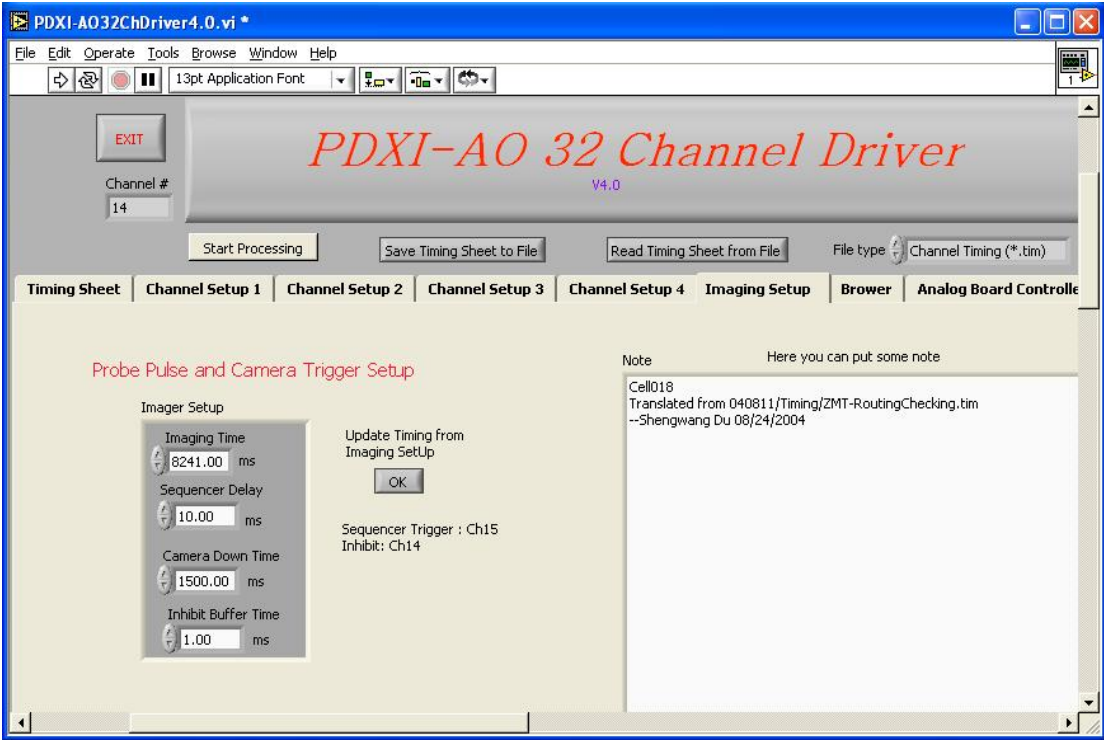 PDXI-AO32ChDriver4.0.vi *
File Edit Operate Tools Browse Window Help
13pt Application Font
1
EXIT
PDXI-AO 32 Channel Driver
V4.0
Channel #
14
Start Processing
Save Timing Sheet to File
Read Timing Sheet from File
File type
Channel Timing (*.tim)
Timing Sheet
Channel Setup 1
Channel Setup 2
Channel Setup 3
Channel Setup 4
Imaging Setup
Brower
Analog Board Controlle
Probe Pulse and Camera Trigger Setup
Imager Setup
Imaging Time
8241.00 ms
Sequencer Delay
10.00 ms
Camera Down Time
1500.00 ms
Inhibit Buffer Time
1.00 ms
Update Timing from
Imaging SetUp
OK
Sequencer Trigger : Ch15
Inhibit: Ch14
Note
Here you can put some note
Cell018
Translated from 040811/Timing/ZMT-RoutingChecking.tim
--Shengwang Du 08/24/2004